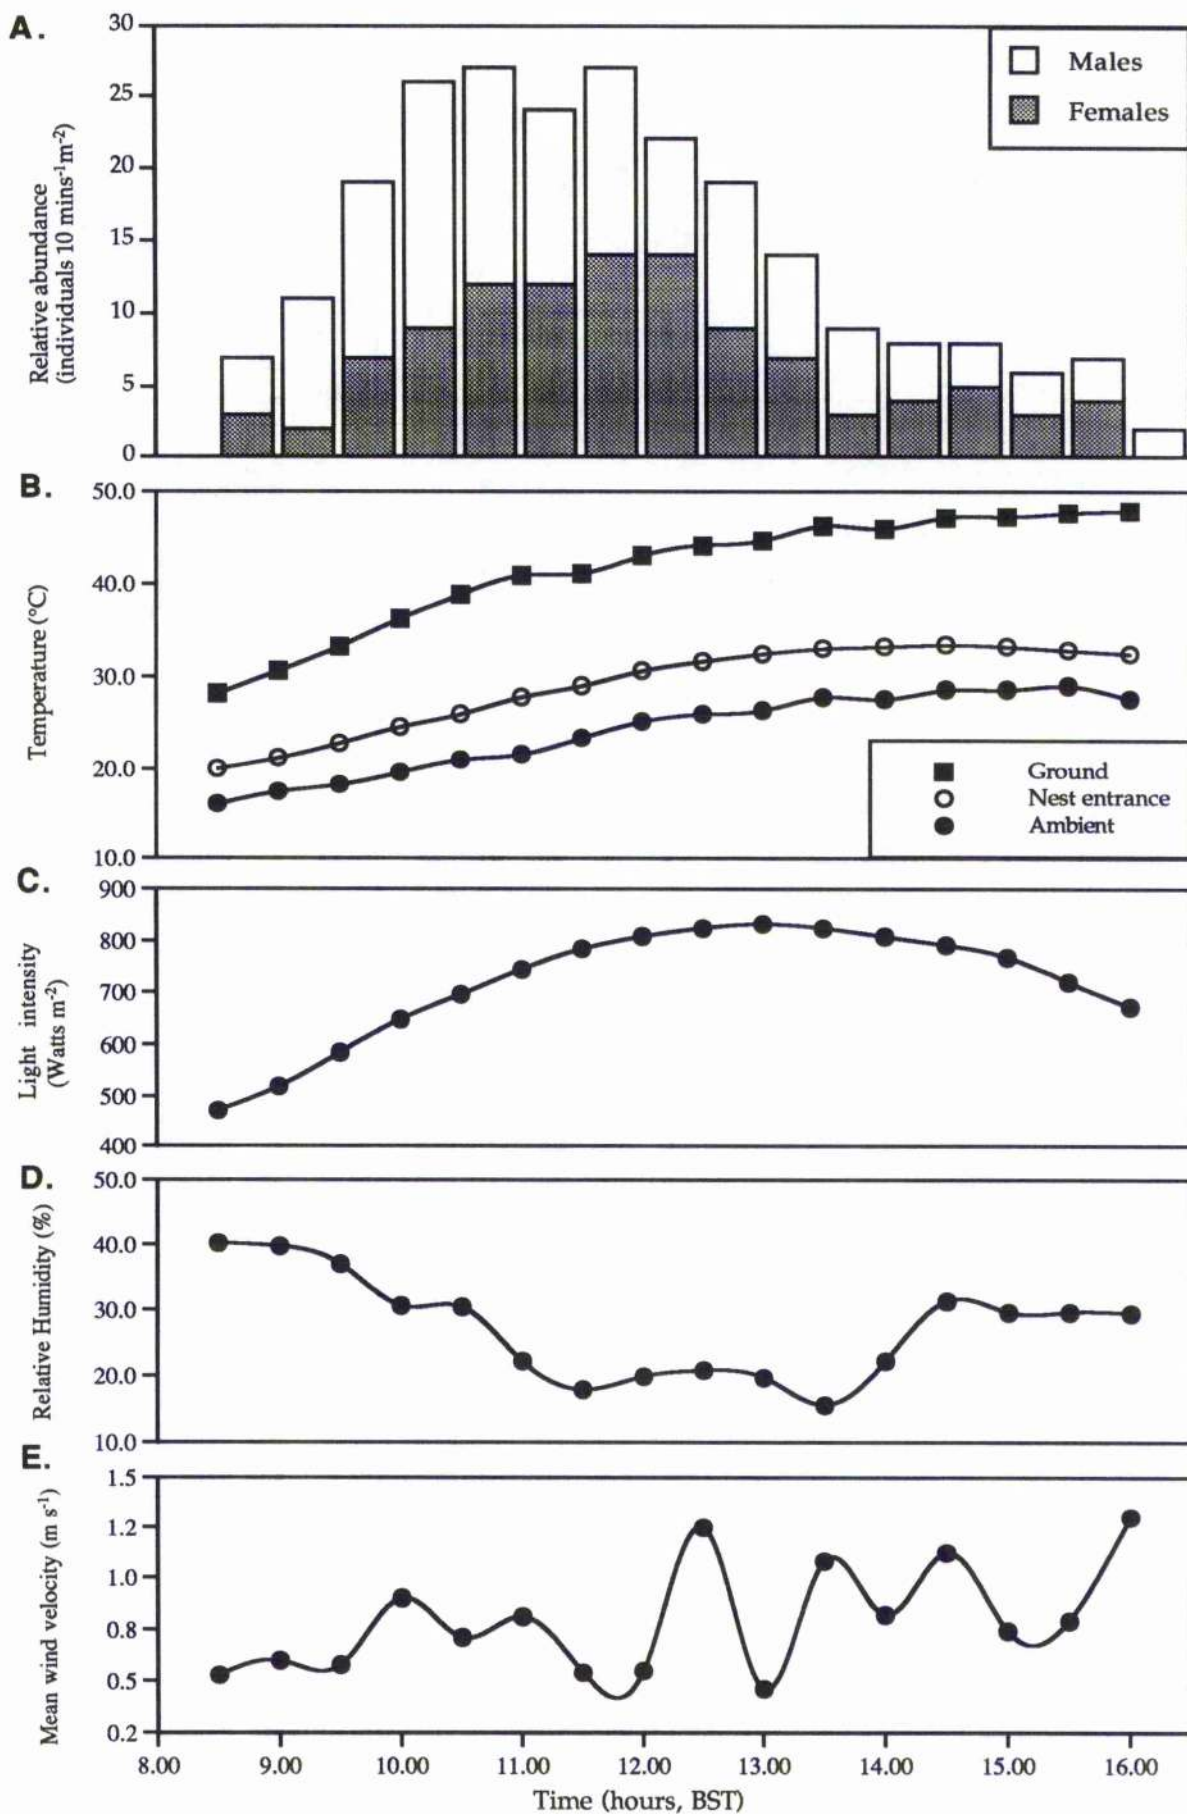 A.
30
25
20
15
10
5
0
Relative abundance
(individuals 10 mins⁻¹m⁻²)
Males
Females
B.
50.0
40.0
30.0
20.0
10.0
Temperature (°C)
Ground
Nest entrance
Ambient
C.
900
800
700
600
500
400
Light intensity
(Watts m⁻²)
D.
50.0
40.0
30.0
20.0
10.0
Relative Humidity (%)
E.
1.5
1.2
1.0
0.8
0.5
0.2
Mean wind velocity (m s⁻¹)
8.00 9.00 10.00 11.00 12.00 13.00 14.00 15.00 16.00
Time (hours, BST)